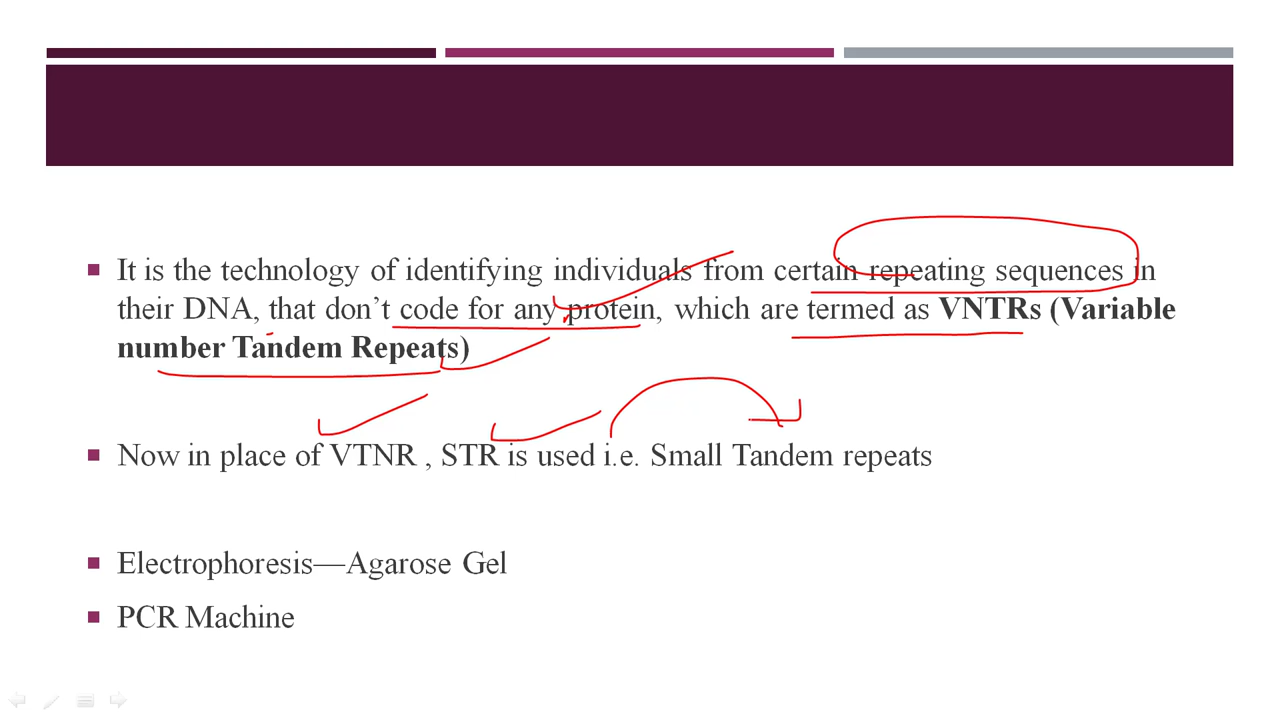 It is the technology of identifying individuals from certain repeating sequences in
their DNA, that don’t code for any protein, which are termed as VNTRs (Variable
number Tandem Repeats)
Now in place of VTNR , STR is used i.e. Small Tandem repeats
Electrophoresis—Agarose Gel
PCR Machine